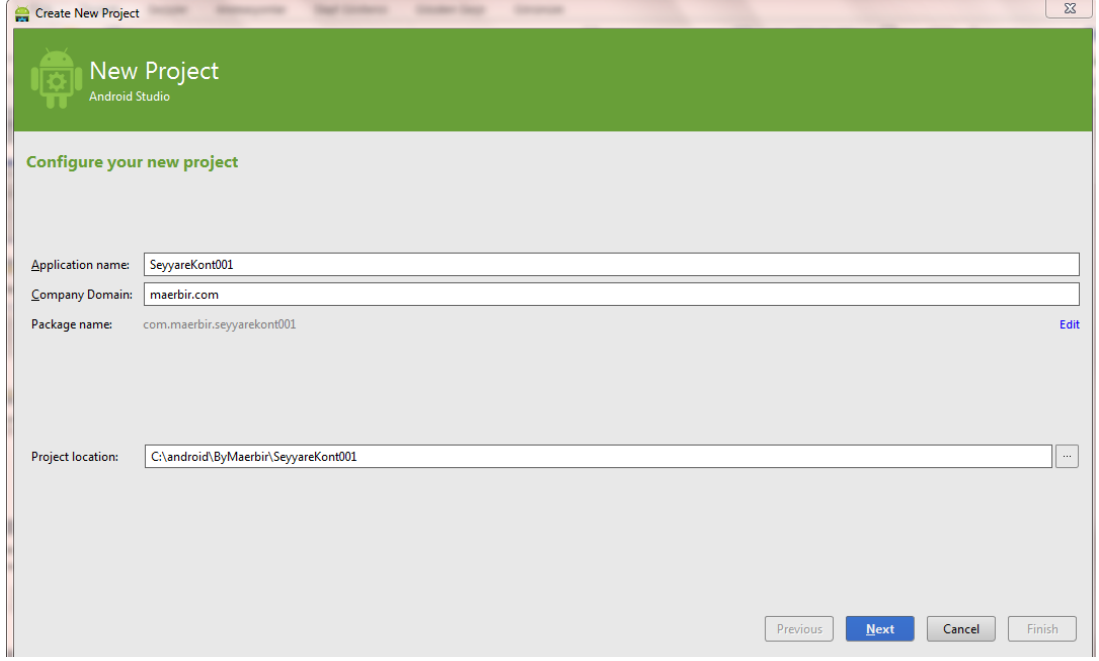 Create New Project
New Project
Android Studio
Configure your new project
Application name: SeyyareKont001
Company Domain: maerbir.com
Package name: com.maerbir.seyyarekont001 Edit
Project location: C:\android\ByMaerbir\SeyyareKont001 ...
Previous Next Cancel Finish